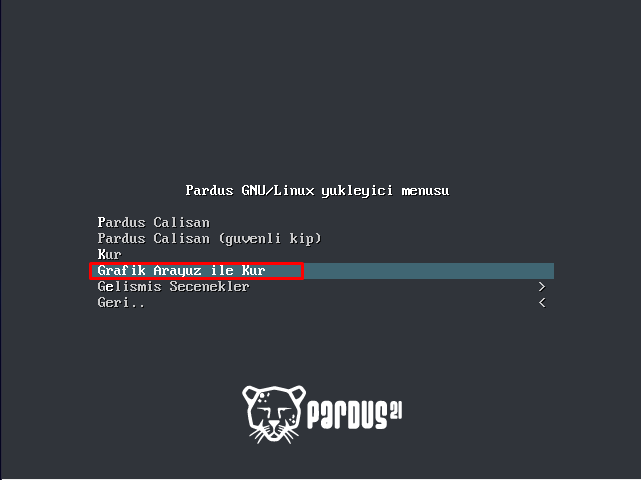 Pardus GNU/Linux yukleyici menusu
Pardus Calisan
Pardus Calisan (guvenli kip)
Kur
Grafik Arayuz ile Kur
Gelismis Secenekler >
Geri.. <
PARDUS 21